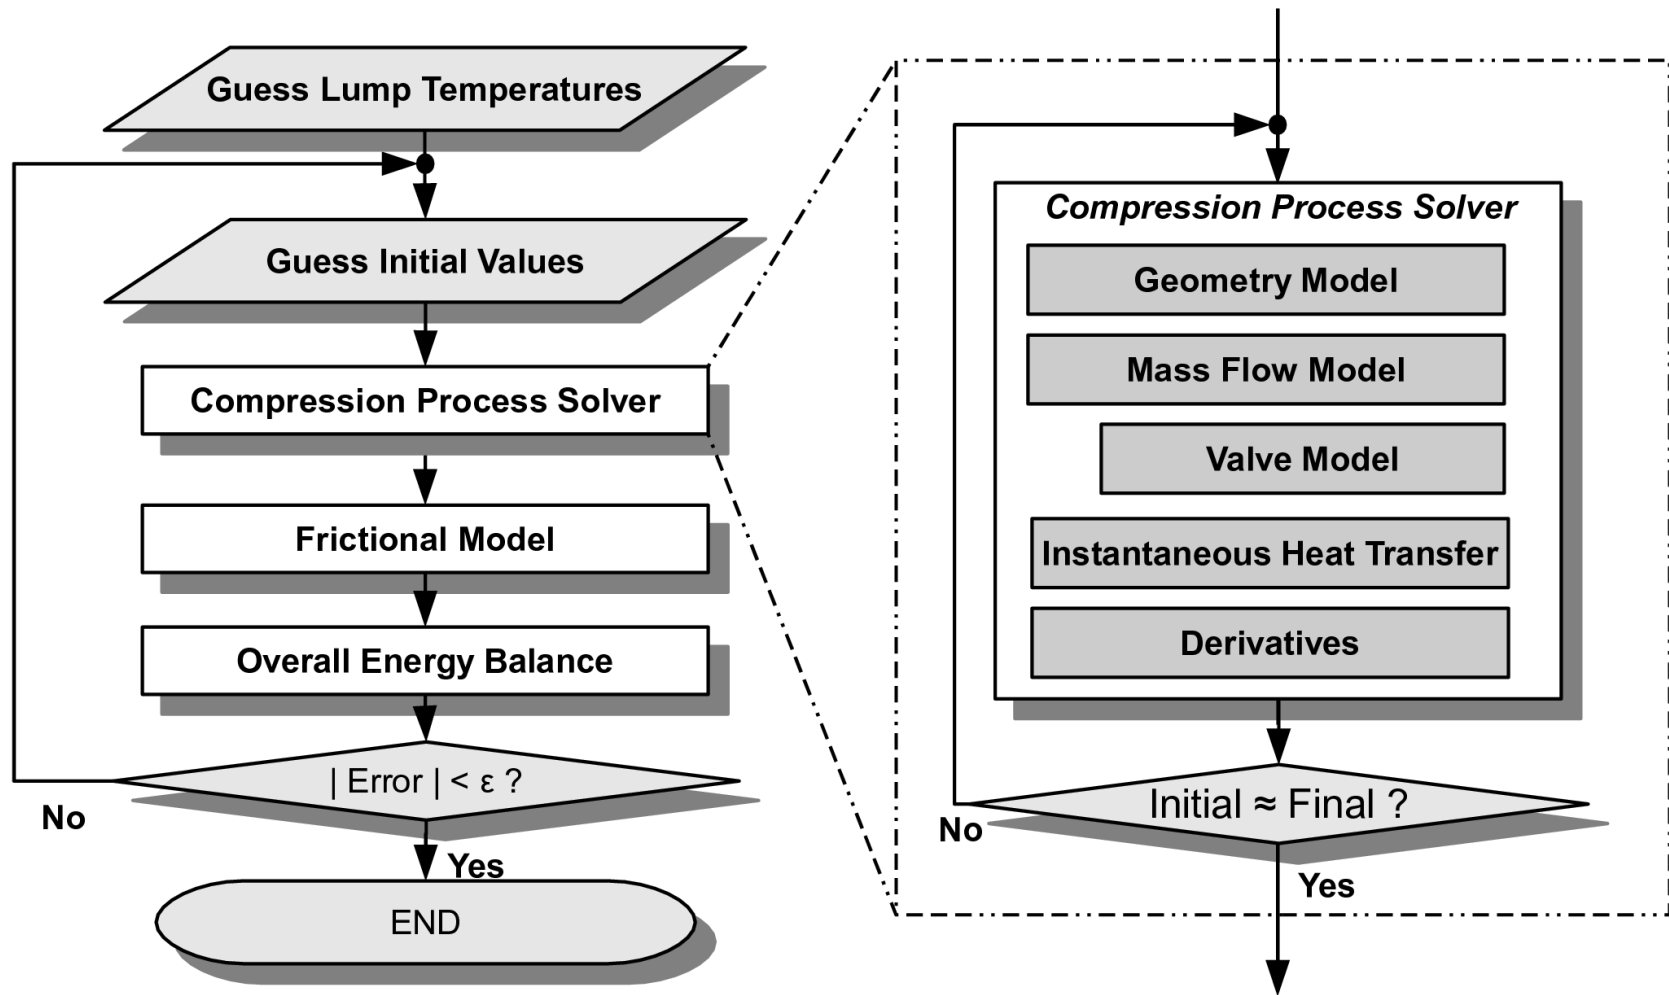 Guess Lump Temperatures
Guess Initial Values
Compression Process Solver
Frictional Model
Overall Energy Balance
| Error | < ε ?
No
Yes
END
Compression Process Solver
Geometry Model
Mass Flow Model
Valve Model
Instantaneous Heat Transfer
Derivatives
Initial ≈ Final ?
No
Yes